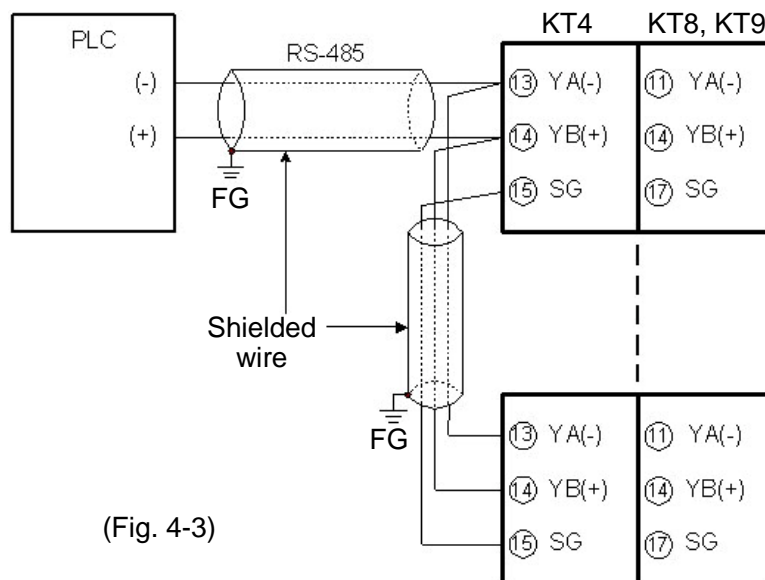 KT4 KT8, KT9
PLC
RS-485
(-)
(+)
13 YA(-) 11 YA(-)
14 YB(+) 14 YB(+)
15 SG 17 SG
FG
Shielded
wire
FG
13 YA(-) 11 YA(-)
14 YB(+) 14 YB(+)
15 SG 17 SG
(Fig. 4-3)